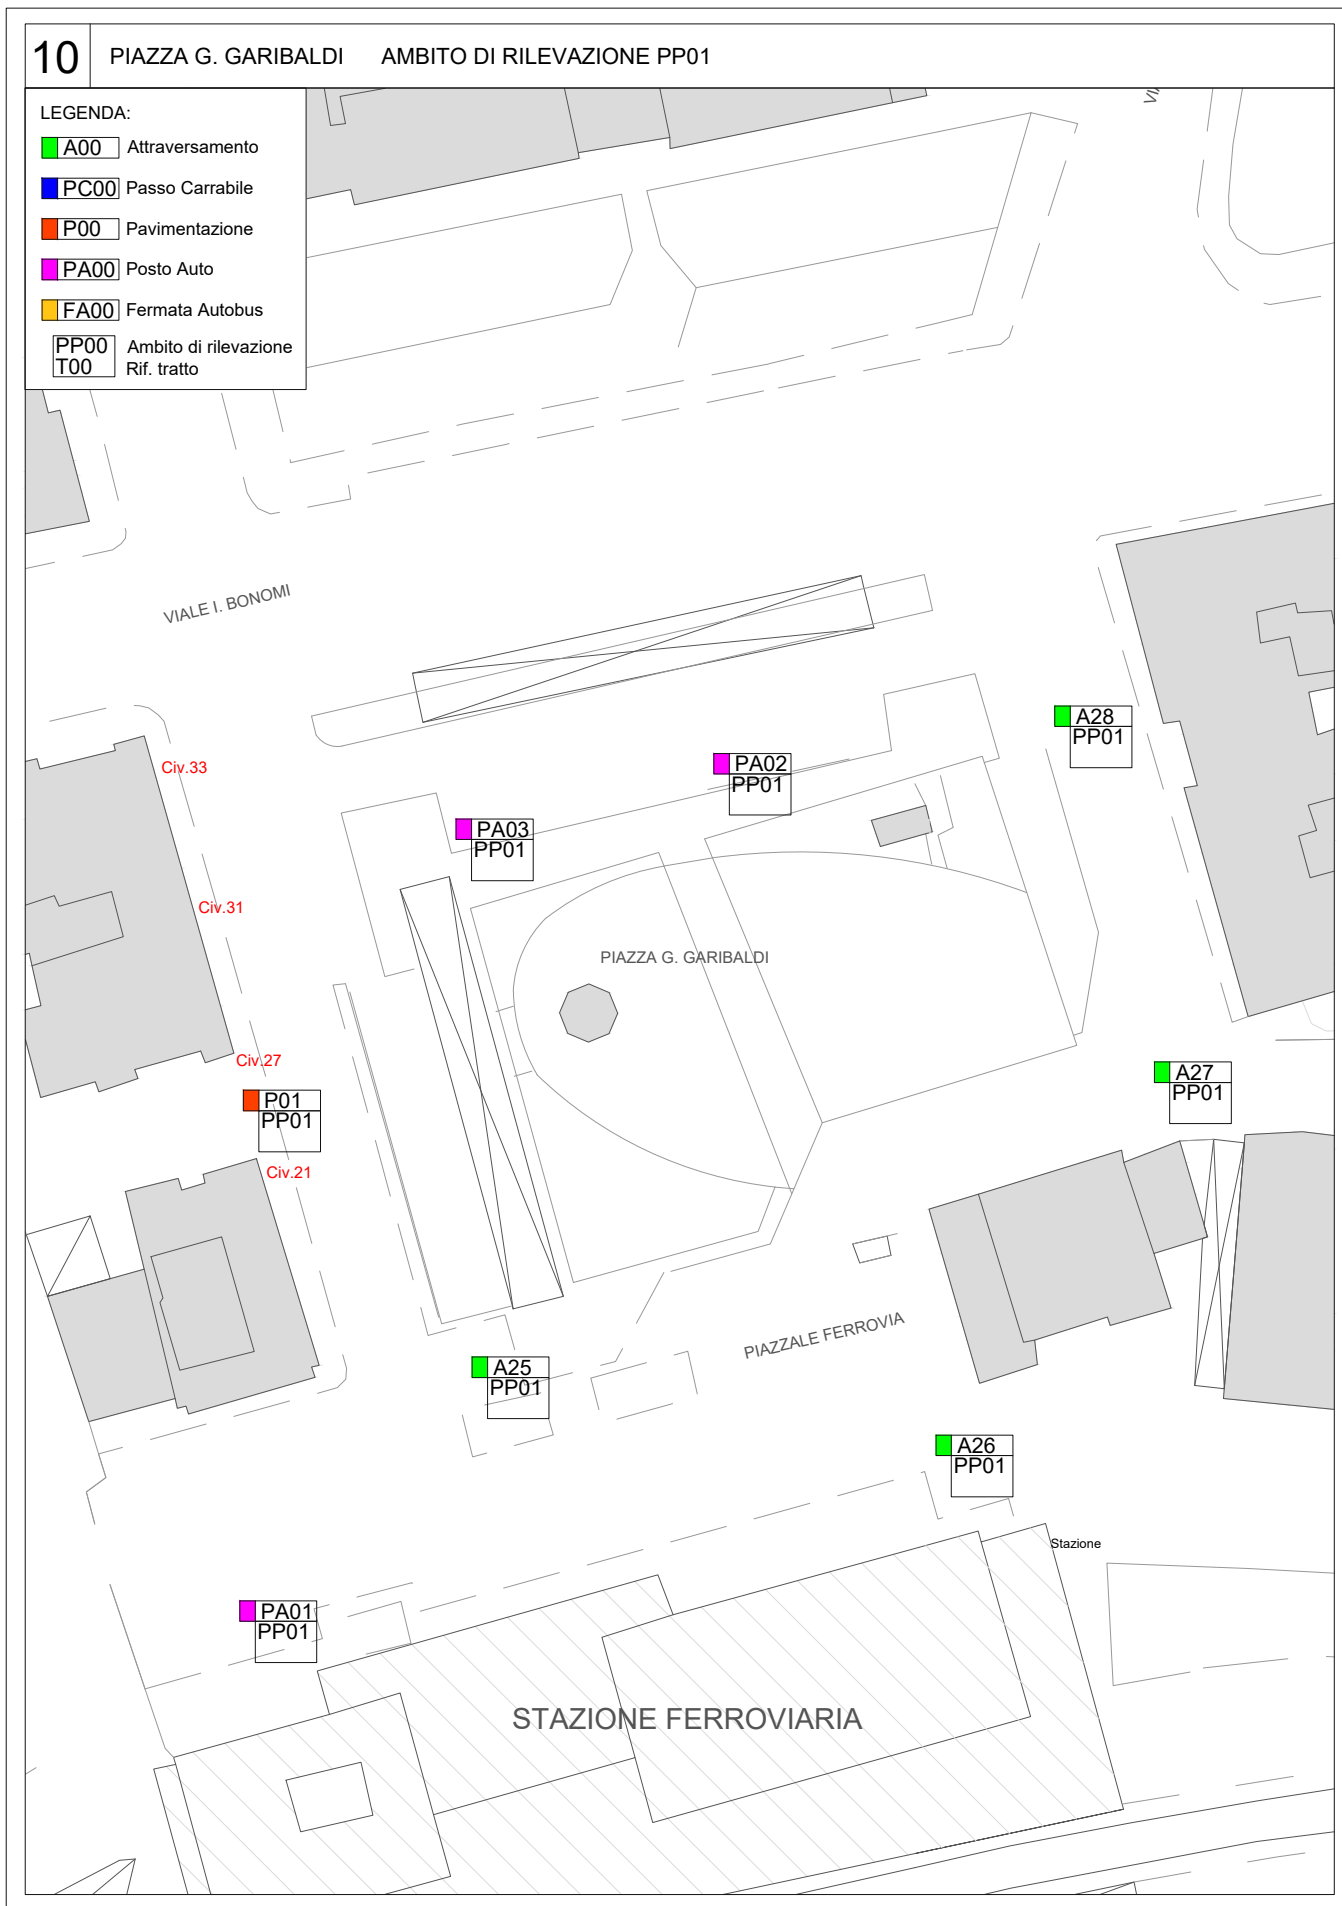 10
PIAZZA G. GARIBALDI AMBITO DI RILEVAZIONE PP01
LEGENDA:
A00 Attraversamento
PC00 Passo Carrabile
P00 Pavimentazione
PA00 Posto Auto
FA00 Fermata Autobus
PP00 Ambito di rilevazione
T00 Rif. tratto
VIALE I. BONOMI
A28
PP01
Civ.33
PA02
PP01
PA03
PP01
Civ.31
PIAZZA G. GARIBALDI
Civ.27
A27
PP01
P01
PP01
Civ.21
PIAZZALE FERROVIA
A25
PP01
A26
PP01
Stazione
PA01
PP01
STAZIONE FERROVIARIA